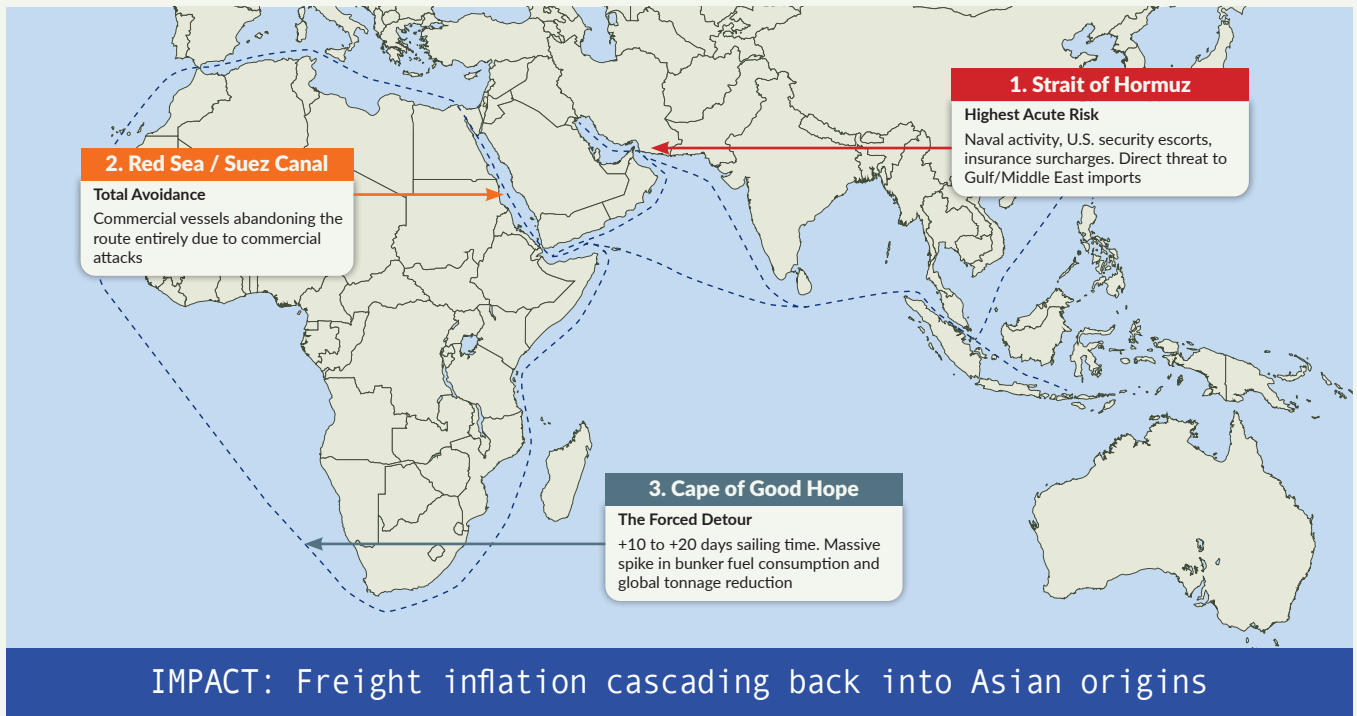 1. Strait of Hormuz
Highest Acute Risk
Naval activity, U.S. security escorts,
insurance surcharges. Direct threat to
Gulf/Middle East imports
2. Red Sea / Suez Canal
Total Avoidance
Commercial vessels abandoning the
route entirely due to commercial
attacks
3. Cape of Good Hope
The Forced Detour
+10 to +20 days sailing time. Massive
spike in bunker fuel consumption and
global tonnage reduction
IMPACT: Freight inflation cascading back into Asian origins